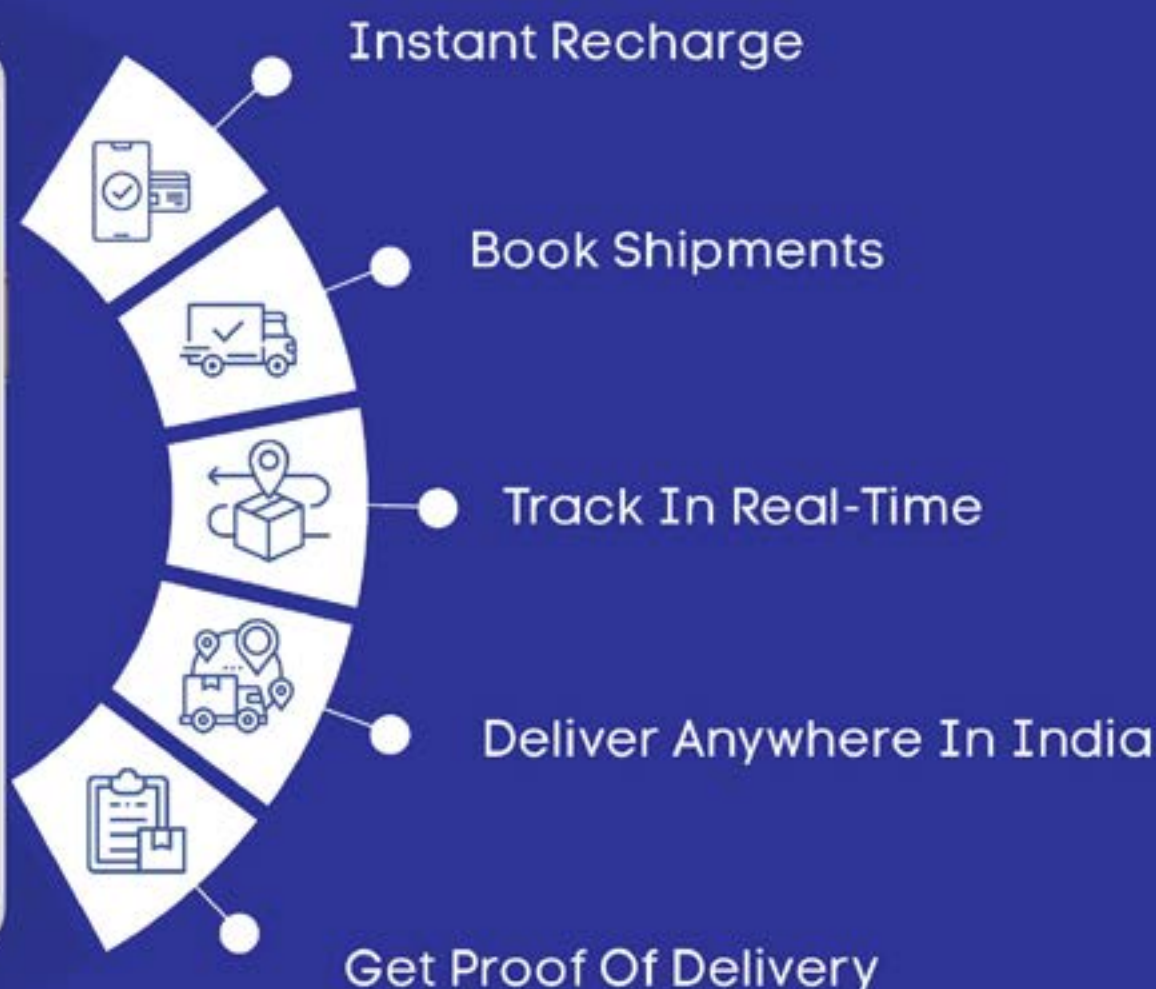 Instant Recharge
Book Shipments
Track In Real-Time
Deliver Anywhere In India
Get Proof Of Delivery